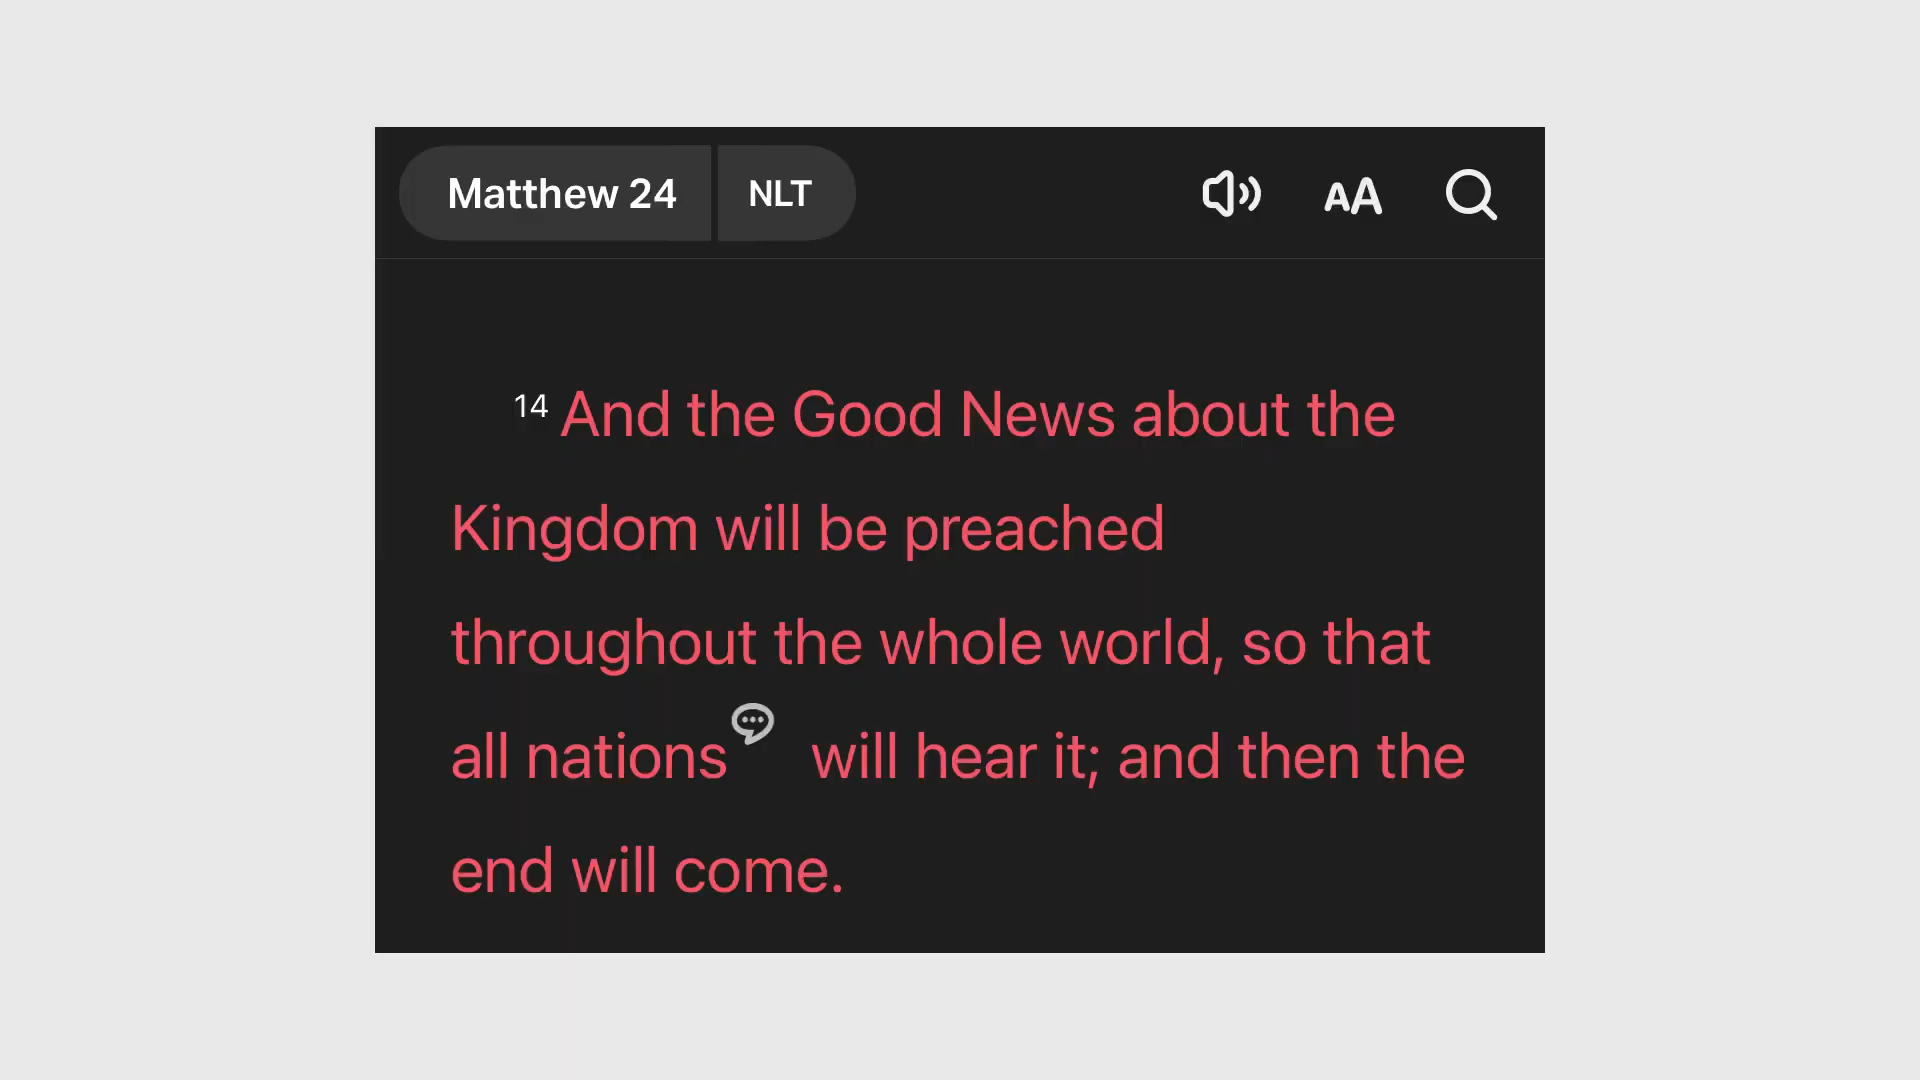 Matthew 24 NLT AA
14 And the Good News about the
Kingdom will be preached
throughout the whole world, so that
all nations will hear it; and then the
end will come.